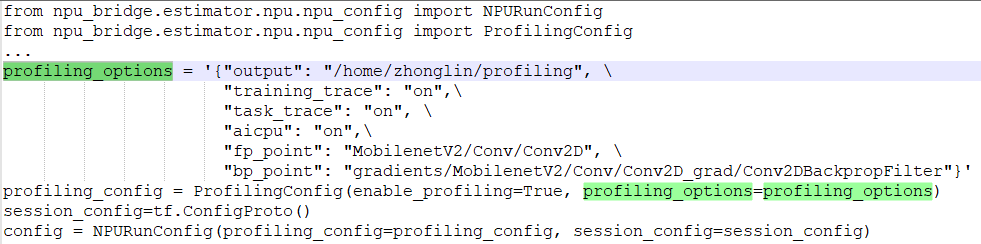 from npu_bridge.estimator.npu.npu_config import NPURunConfig
from npu_bridge.estimator.npu.npu_config import ProfilingConfig
...
profiling_options = '{"output": "/home/zhonglin/profiling", \
                      "training_trace": "on",\
                      "task_trace": "on", \
                      "aicpu": "on",\
                      "fp_point": "MobilenetV2/Conv/Conv2D", \
                      "bp_point": "gradients/MobilenetV2/Conv/Conv2D_grad/Conv2DBackpropFilter"}'
profiling_config = ProfilingConfig(enable_profiling=True, profiling_options=profiling_options)
session_config=tf.ConfigProto()
config = NPURunConfig(profiling_config=profiling_config, session_config=session_config)